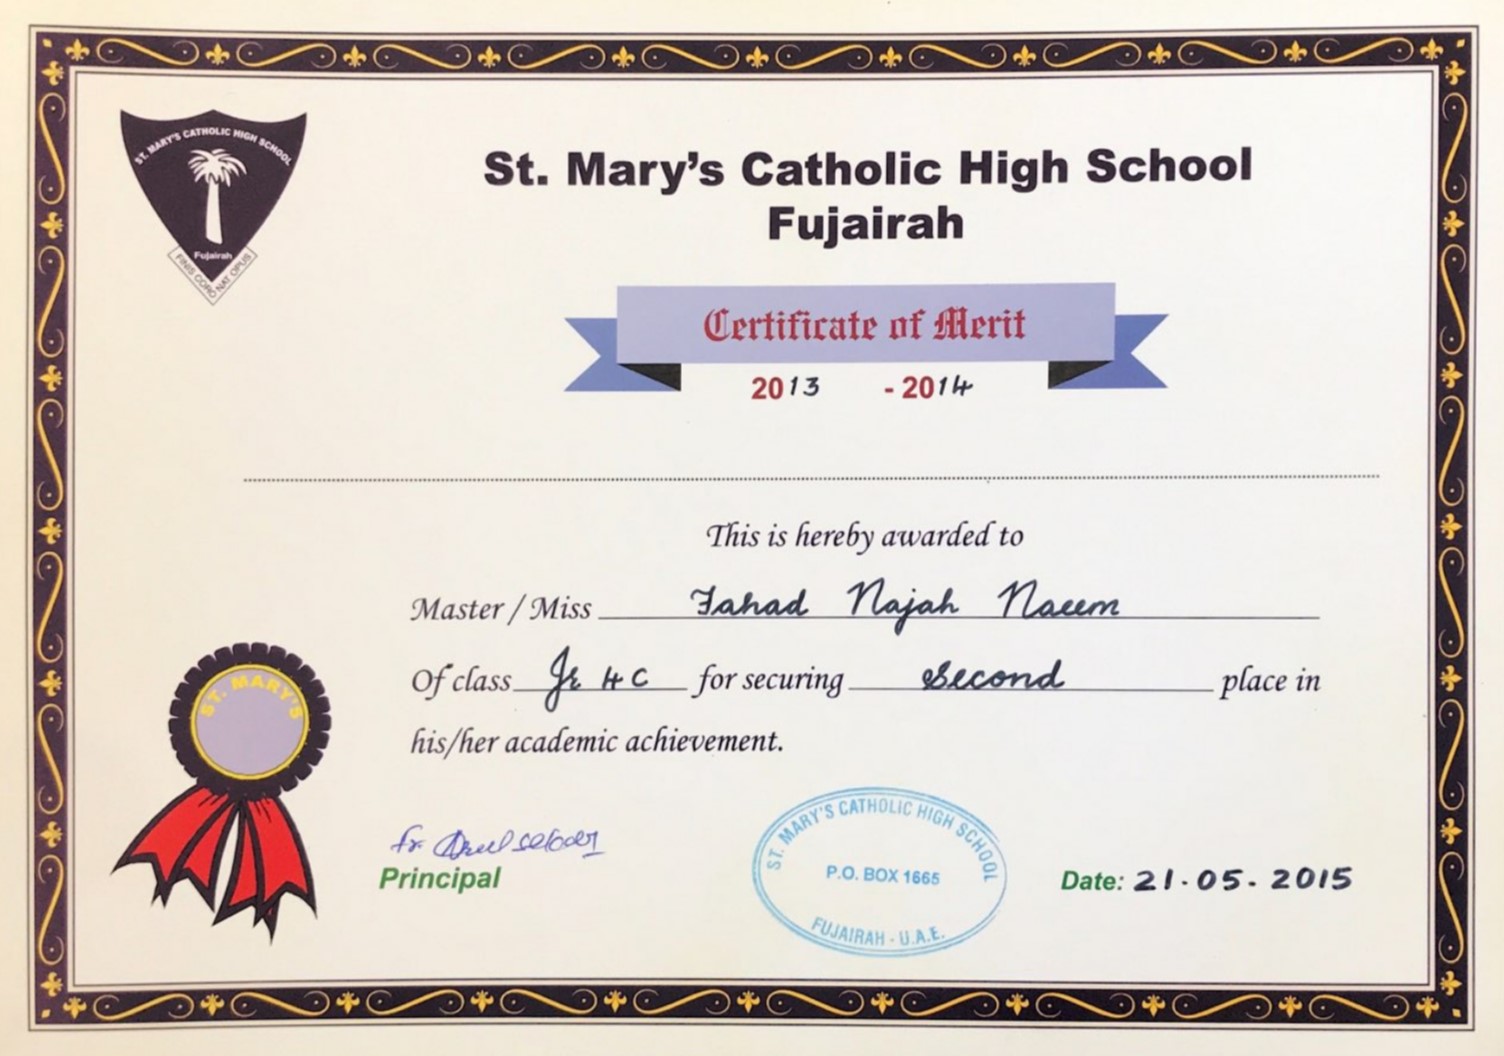 ST. MARY'S CATHOLIC HIGH SCHOOL
Fujairah
FINIS CORO NAT OPUS
St. Mary's Catholic High School
Fujairah
Certificate of Merit
2013 - 2014
This is hereby awarded to
Master / Miss Fahad Najah Naeem
Of class Jr 4 C for securing Second place in
his/her academic achievement.
ST. MARY'S
Fr.
Principal
ST. MARY'S CATHOLIC HIGH SCHOOL
P.O. BOX 1665
FUJAIRAH - U.A.E.
Date: 21.05.2015